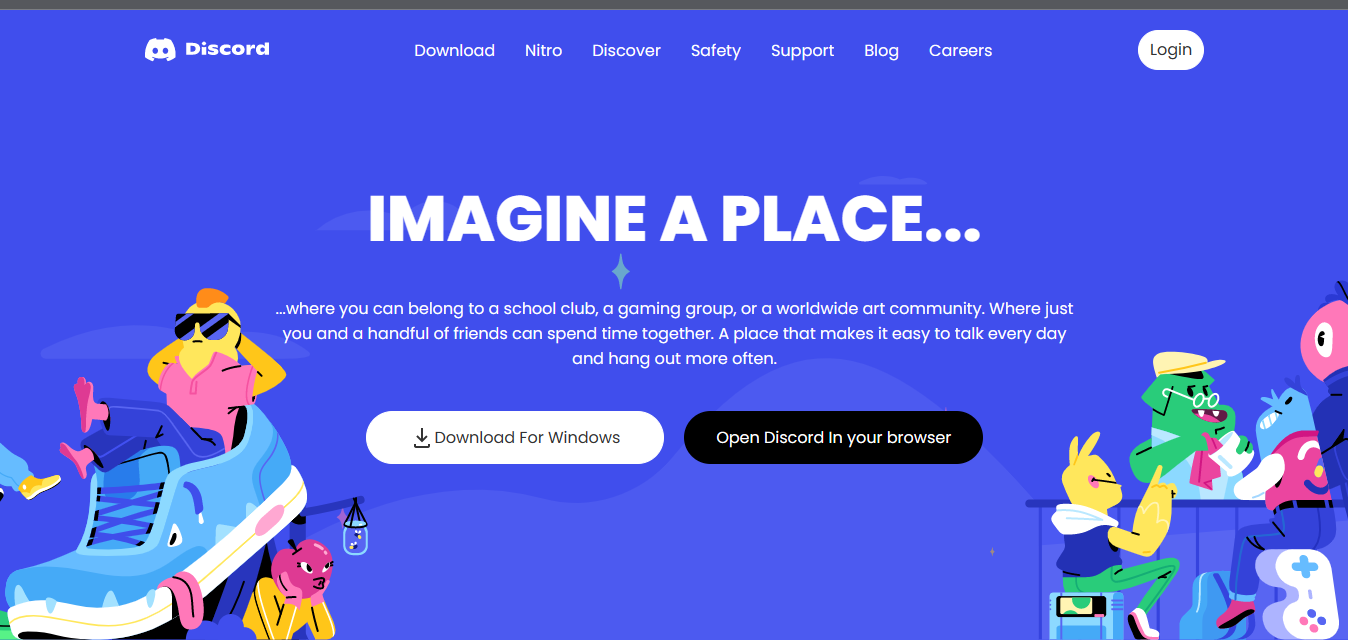 Discord
Download Nitro Discover Safety Support Blog Careers
Login
IMAGINE A PLACE...
...where you can belong to a school club, a gaming group, or a worldwide art community. Where just
you and a handful of friends can spend time together. A place that makes it easy to talk every day
and hang out more often.
Download For Windows
Open Discord In your browser